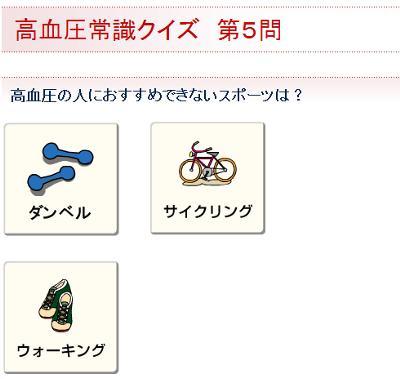 高血圧常識クイズ 第5問
高血圧の人におすすめできないスポーツは?
ダンベル
サイクリング
ウォーキング